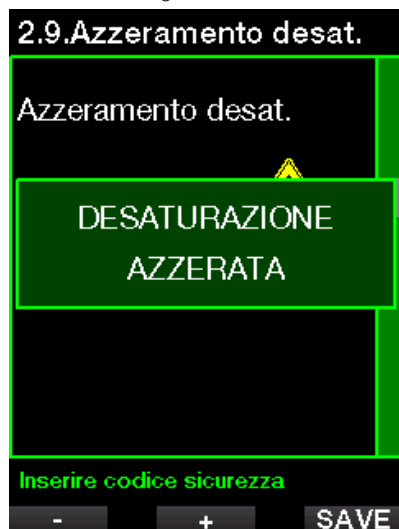 2.9.Azzeramento desat.
Azzeramento desat.
DESATURAZIONE
AZZERATA
Inserire codice sicurezza
- + SAVE